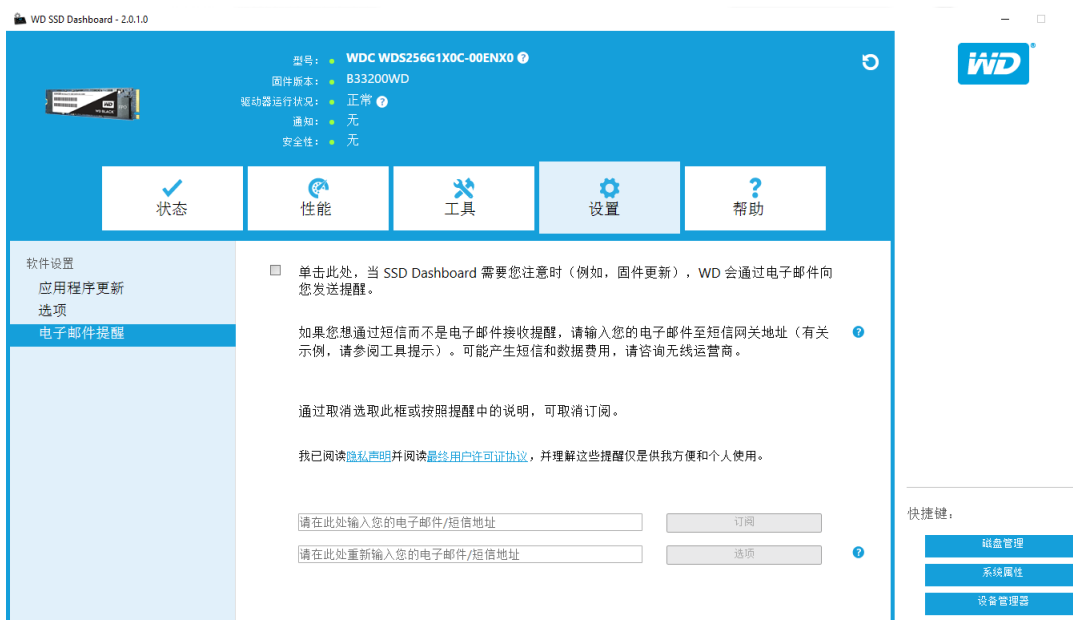 WD SSD Dashboard - 2.0.1.0
型号： WDC WDS256G1X0C-00ENX0 ?
固件版本： B33200WD
驱动器运行状况： 正常 ?
通知： 无
安全性： 无
WD
状态
性能
工具
设置
帮助
软件设置
应用程序更新
选项
电子邮件提醒
单击此处，当 SSD Dashboard 需要您注意时（例如，固件更新），WD 会通过电子邮件向
您发送提醒。
如果您想通过短信而不是电子邮件接收提醒，请输入您的电子邮件至短信网关地址（有关
示例，请参阅工具提示）。可能产生短信和数据费用，请咨询无线运营商。
通过取消选取此框或按照提醒中的说明，可取消订阅。
我已阅读隐私声明并阅读最终用户许可证协议，并理解这些提醒仅是供我方便和个人使用。
请在此处输入您的电子邮件/短信地址
订阅
请在此处重新输入您的电子邮件/短信地址
选项
快捷键：
磁盘管理
系统属性
设备管理器